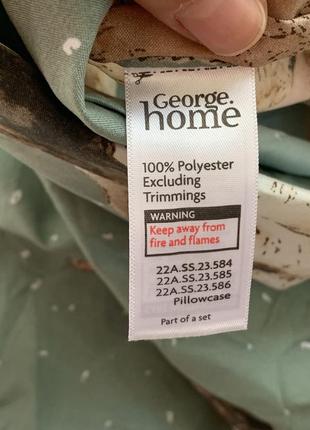 George.
home
100% Polyester
Excluding
Trimmings
WARNING
Keep away from
fire and flames
22A.SS.23.584
22A.SS.23.585
22A.SS.23.586
Pillowcase
Part of a set